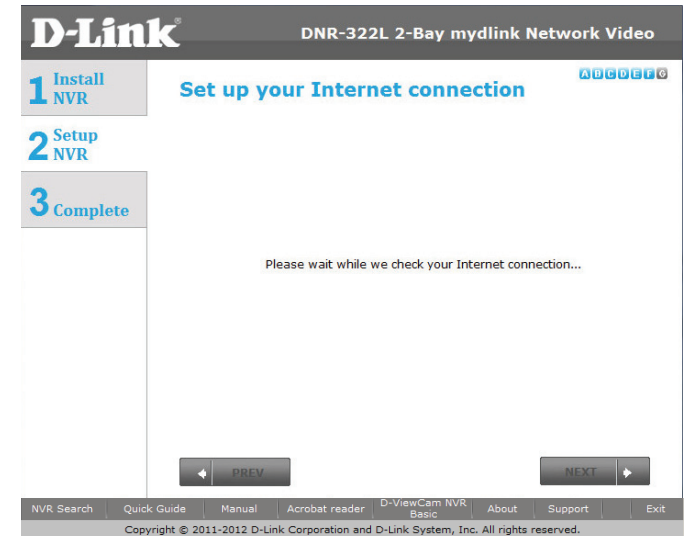 D-Link®
DNR-322L 2-Bay mydlink Network Video
1 Install
NVR
2 Setup
NVR
3 Complete
A B C D E F G
Set up your Internet connection
Please wait while we check your Internet connection...
PREV
NEXT
NVR Search Quick Guide Manual Acrobat reader D-ViewCam NVR Basic About Support Exit
Copyright © 2011-2012 D-Link Corporation and D-Link System, Inc. All rights reserved.